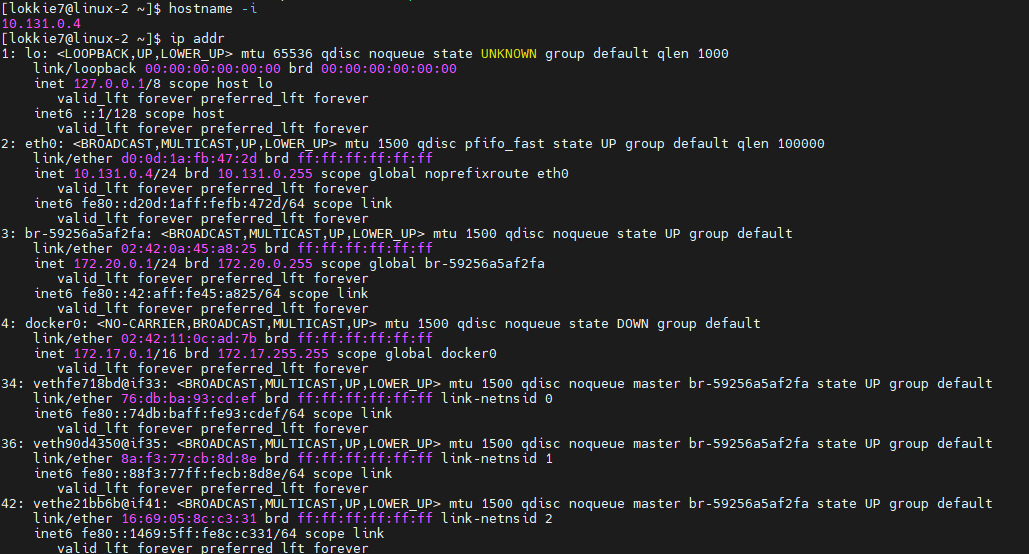 [lokkie7@linux-2 ~]$ hostname -i
10.131.0.4
[lokkie7@linux-2 ~]$ ip addr
1: lo: <LOOPBACK,UP,LOWER_UP> mtu 65536 qdisc noqueue state UNKNOWN group default qlen 1000
    link/loopback 00:00:00:00:00:00 brd 00:00:00:00:00:00
    inet 127.0.0.1/8 scope host lo
       valid_lft forever preferred_lft forever
    inet6 ::1/128 scope host
       valid_lft forever preferred_lft forever
2: eth0: <BROADCAST,MULTICAST,UP,LOWER_UP> mtu 1500 qdisc pfifo_fast state UP group default qlen 100000
    link/ether d0:0d:1a:fb:47:2d brd ff:ff:ff:ff:ff:ff
    inet 10.131.0.4/24 brd 10.131.0.255 scope global noprefixroute eth0
       valid_lft forever preferred_lft forever
    inet6 fe80::d20d:1aff:fefb:472d/64 scope link
       valid_lft forever preferred_lft forever
3: br-59256a5af2fa: <BROADCAST,MULTICAST,UP,LOWER_UP> mtu 1500 qdisc noqueue state UP group default
    link/ether 02:42:0a:45:a8:25 brd ff:ff:ff:ff:ff:ff
    inet 172.20.0.1/24 brd 172.20.0.255 scope global br-59256a5af2fa
       valid_lft forever preferred_lft forever
    inet6 fe80::42:aff:fe45:a825/64 scope link
       valid_lft forever preferred_lft forever
4: docker0: <NO-CARRIER,BROADCAST,MULTICAST,UP> mtu 1500 qdisc noqueue state DOWN group default
    link/ether 02:42:11:0c:ad:7b brd ff:ff:ff:ff:ff:ff
    inet 172.17.0.1/16 brd 172.17.255.255 scope global docker0
       valid_lft forever preferred_lft forever
34: vethfe718bd@if33: <BROADCAST,MULTICAST,UP,LOWER_UP> mtu 1500 qdisc noqueue master br-59256a5af2fa state UP group default
    link/ether 76:db:ba:93:cd:ef brd ff:ff:ff:ff:ff:ff link-netnsid 0
    inet6 fe80::74db:baff:fe93:cdef/64 scope link
       valid_lft forever preferred_lft forever
36: veth90d4350@if35: <BROADCAST,MULTICAST,UP,LOWER_UP> mtu 1500 qdisc noqueue master br-59256a5af2fa state UP group default
    link/ether 8a:f3:77:cb:8d:8e brd ff:ff:ff:ff:ff:ff link-netnsid 1
    inet6 fe80::88f3:77ff:fecb:8d8e/64 scope link
       valid_lft forever preferred_lft forever
42: vethe21bb6b@if41: <BROADCAST,MULTICAST,UP,LOWER_UP> mtu 1500 qdisc noqueue master br-59256a5af2fa state UP group default
    link/ether 16:69:05:8c:c3:31 brd ff:ff:ff:ff:ff:ff link-netnsid 2
    inet6 fe80::1469:5ff:fe8c:c331/64 scope link
       valid_lft forever preferred_lft forever